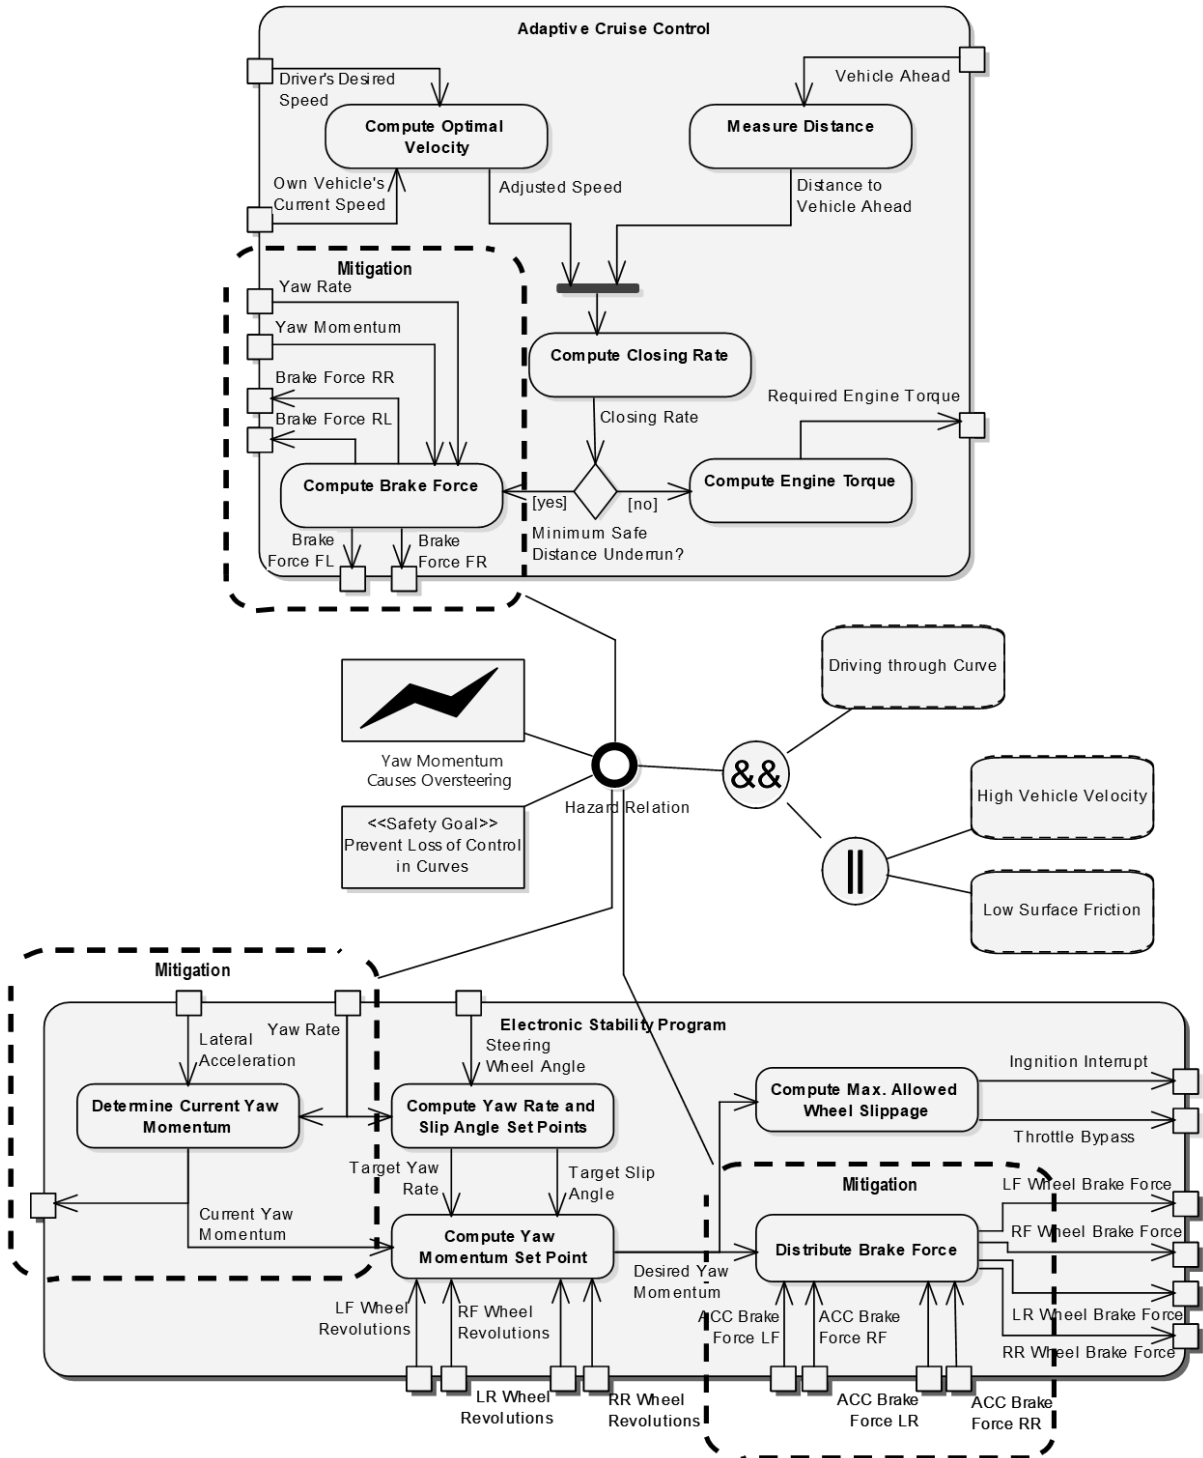 Adaptive Cruise Control
Driver's Desired
Speed
Vehicle Ahead
Compute Optimal
Velocity
Measure Distance
Own Vehicle's
Current Speed
Adjusted Speed
Distance to
Vehicle Ahead
Mitigation
Yaw Rate
Yaw Momentum
Brake Force RR
Brake Force RL
Compute Closing Rate
Closing Rate
Required Engine Torque
Compute Brake Force
[yes]
[no]
Compute Engine Torque
Minimum Safe
Distance Underrun?
Brake
Force FL
Brake
Force FR
Driving through Curve
Yaw Momentum
Causes Oversteering
&&
Hazard Relation
High Vehicle Velocity
<<Safety Goal>>
Prevent Loss of Control
in Curves
||
Low Surface Friction
Mitigation
Electronic Stability Program
Lateral
Acceleration
Yaw Rate
Steering
Wheel Angle
Determine Current Yaw
Momentum
Compute Yaw Rate and
Slip Angle Set Points
Compute Max. Allowed
Wheel Slippage
Ingnition Interrupt
Throttle Bypass
Target Yaw
Rate
Target Slip
Angle
Mitigation
Current Yaw
Momentum
Compute Yaw
Momentum Set Point
Desired Yaw
Momentum
Distribute Brake Force
LF Wheel Brake Force
RF Wheel Brake Force
LR Wheel Brake Force
RR Wheel Brake Force
LF Wheel
Revolutions
RF Wheel
Revolutions
ACC Brake
Force LF
ACC Brake
Force RF
LR Wheel
Revolutions
RR Wheel
Revolutions
ACC Brake
Force LR
ACC Brake
Force RR